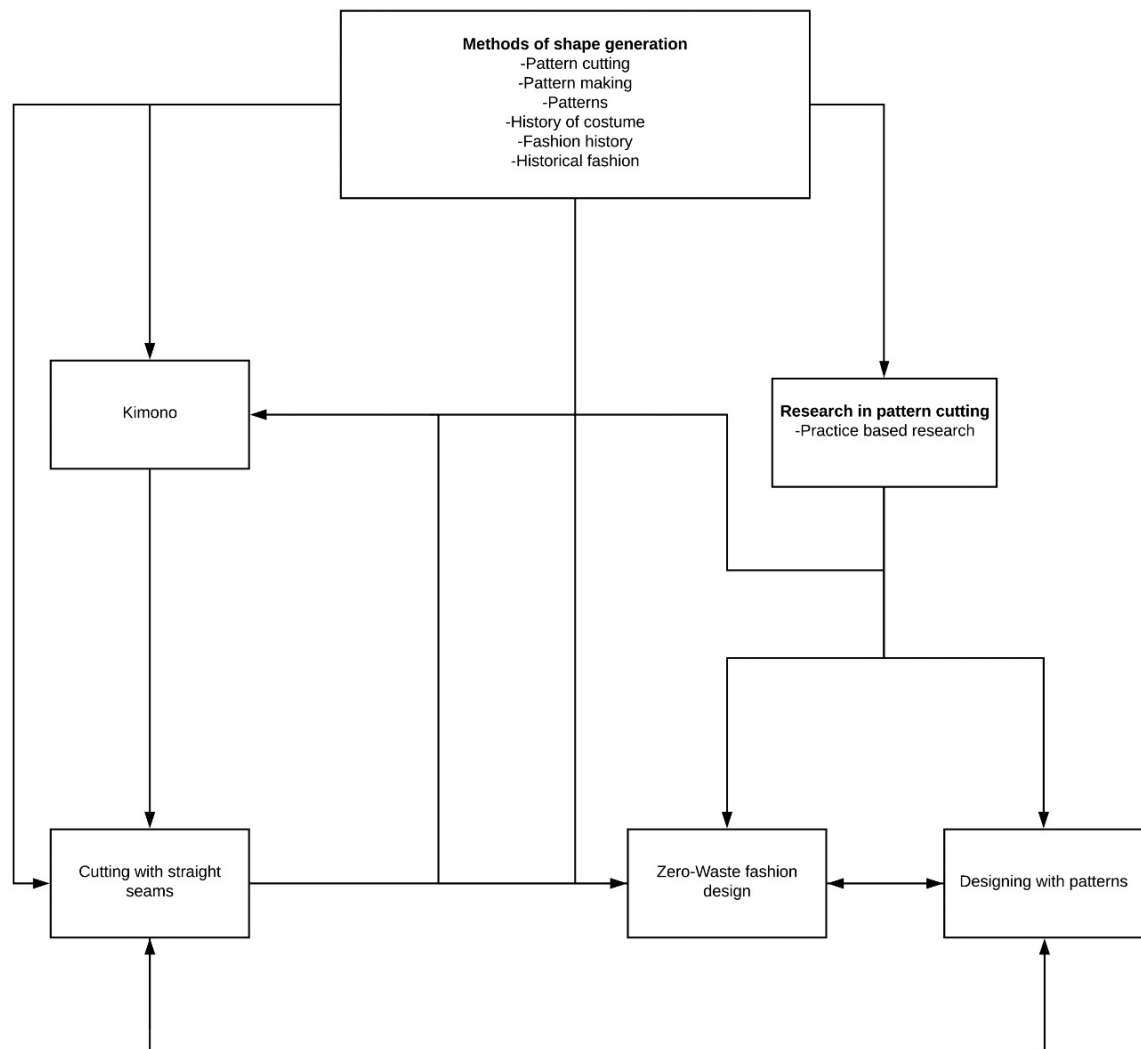 Methods of shape generation
-Pattern cutting
-Pattern making
-Patterns
-History of costume
-Fashion history
-Historical fashion
Kimono
Research in pattern cutting
-Practice based research
Cutting with straight
seams
Zero-Waste fashion
design
Designing with patterns